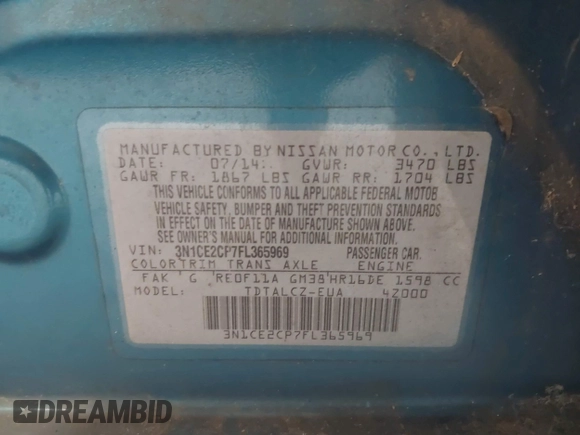 MANUFACTURED BY NISSAN MOTOR CO., LTD.
DATE: 07/14. GVWR: 3470 LBS
GAWR FR: 1867 LBS GAWR RR: 1704 LBS
THIS VEHICLE CONFORMS TO ALL APPLICABLE FEDERAL MOTOR
VEHICLE SAFETY, BUMPER AND THEFT PREVENTION STANDARDS
IN EFFECT ON THE DATE OF MANUFACTURE SHOWN ABOVE.
SEE OWNER'S MANUAL FOR ADDITIONAL INFORMATION.
VIN: 3N1CE2CP7FL365969 PASSENGER CAR.
COLOR TRIM TRANS AXLE ENGINE
FAK G RE0F11A GM38 HR16DE 1598 CC
MODEL: TDTALCZ-EUA 42000
3N1CE2CP7FL365969
DREAMBID